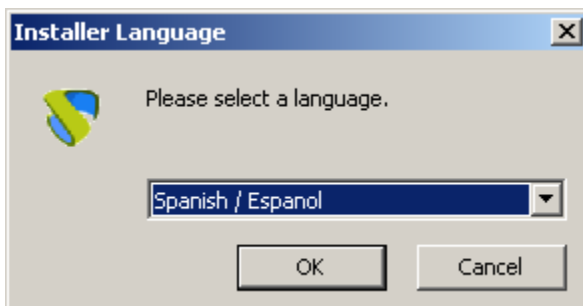 Installer Language
Please select a language.
Spanish / Espanol
OK
Cancel